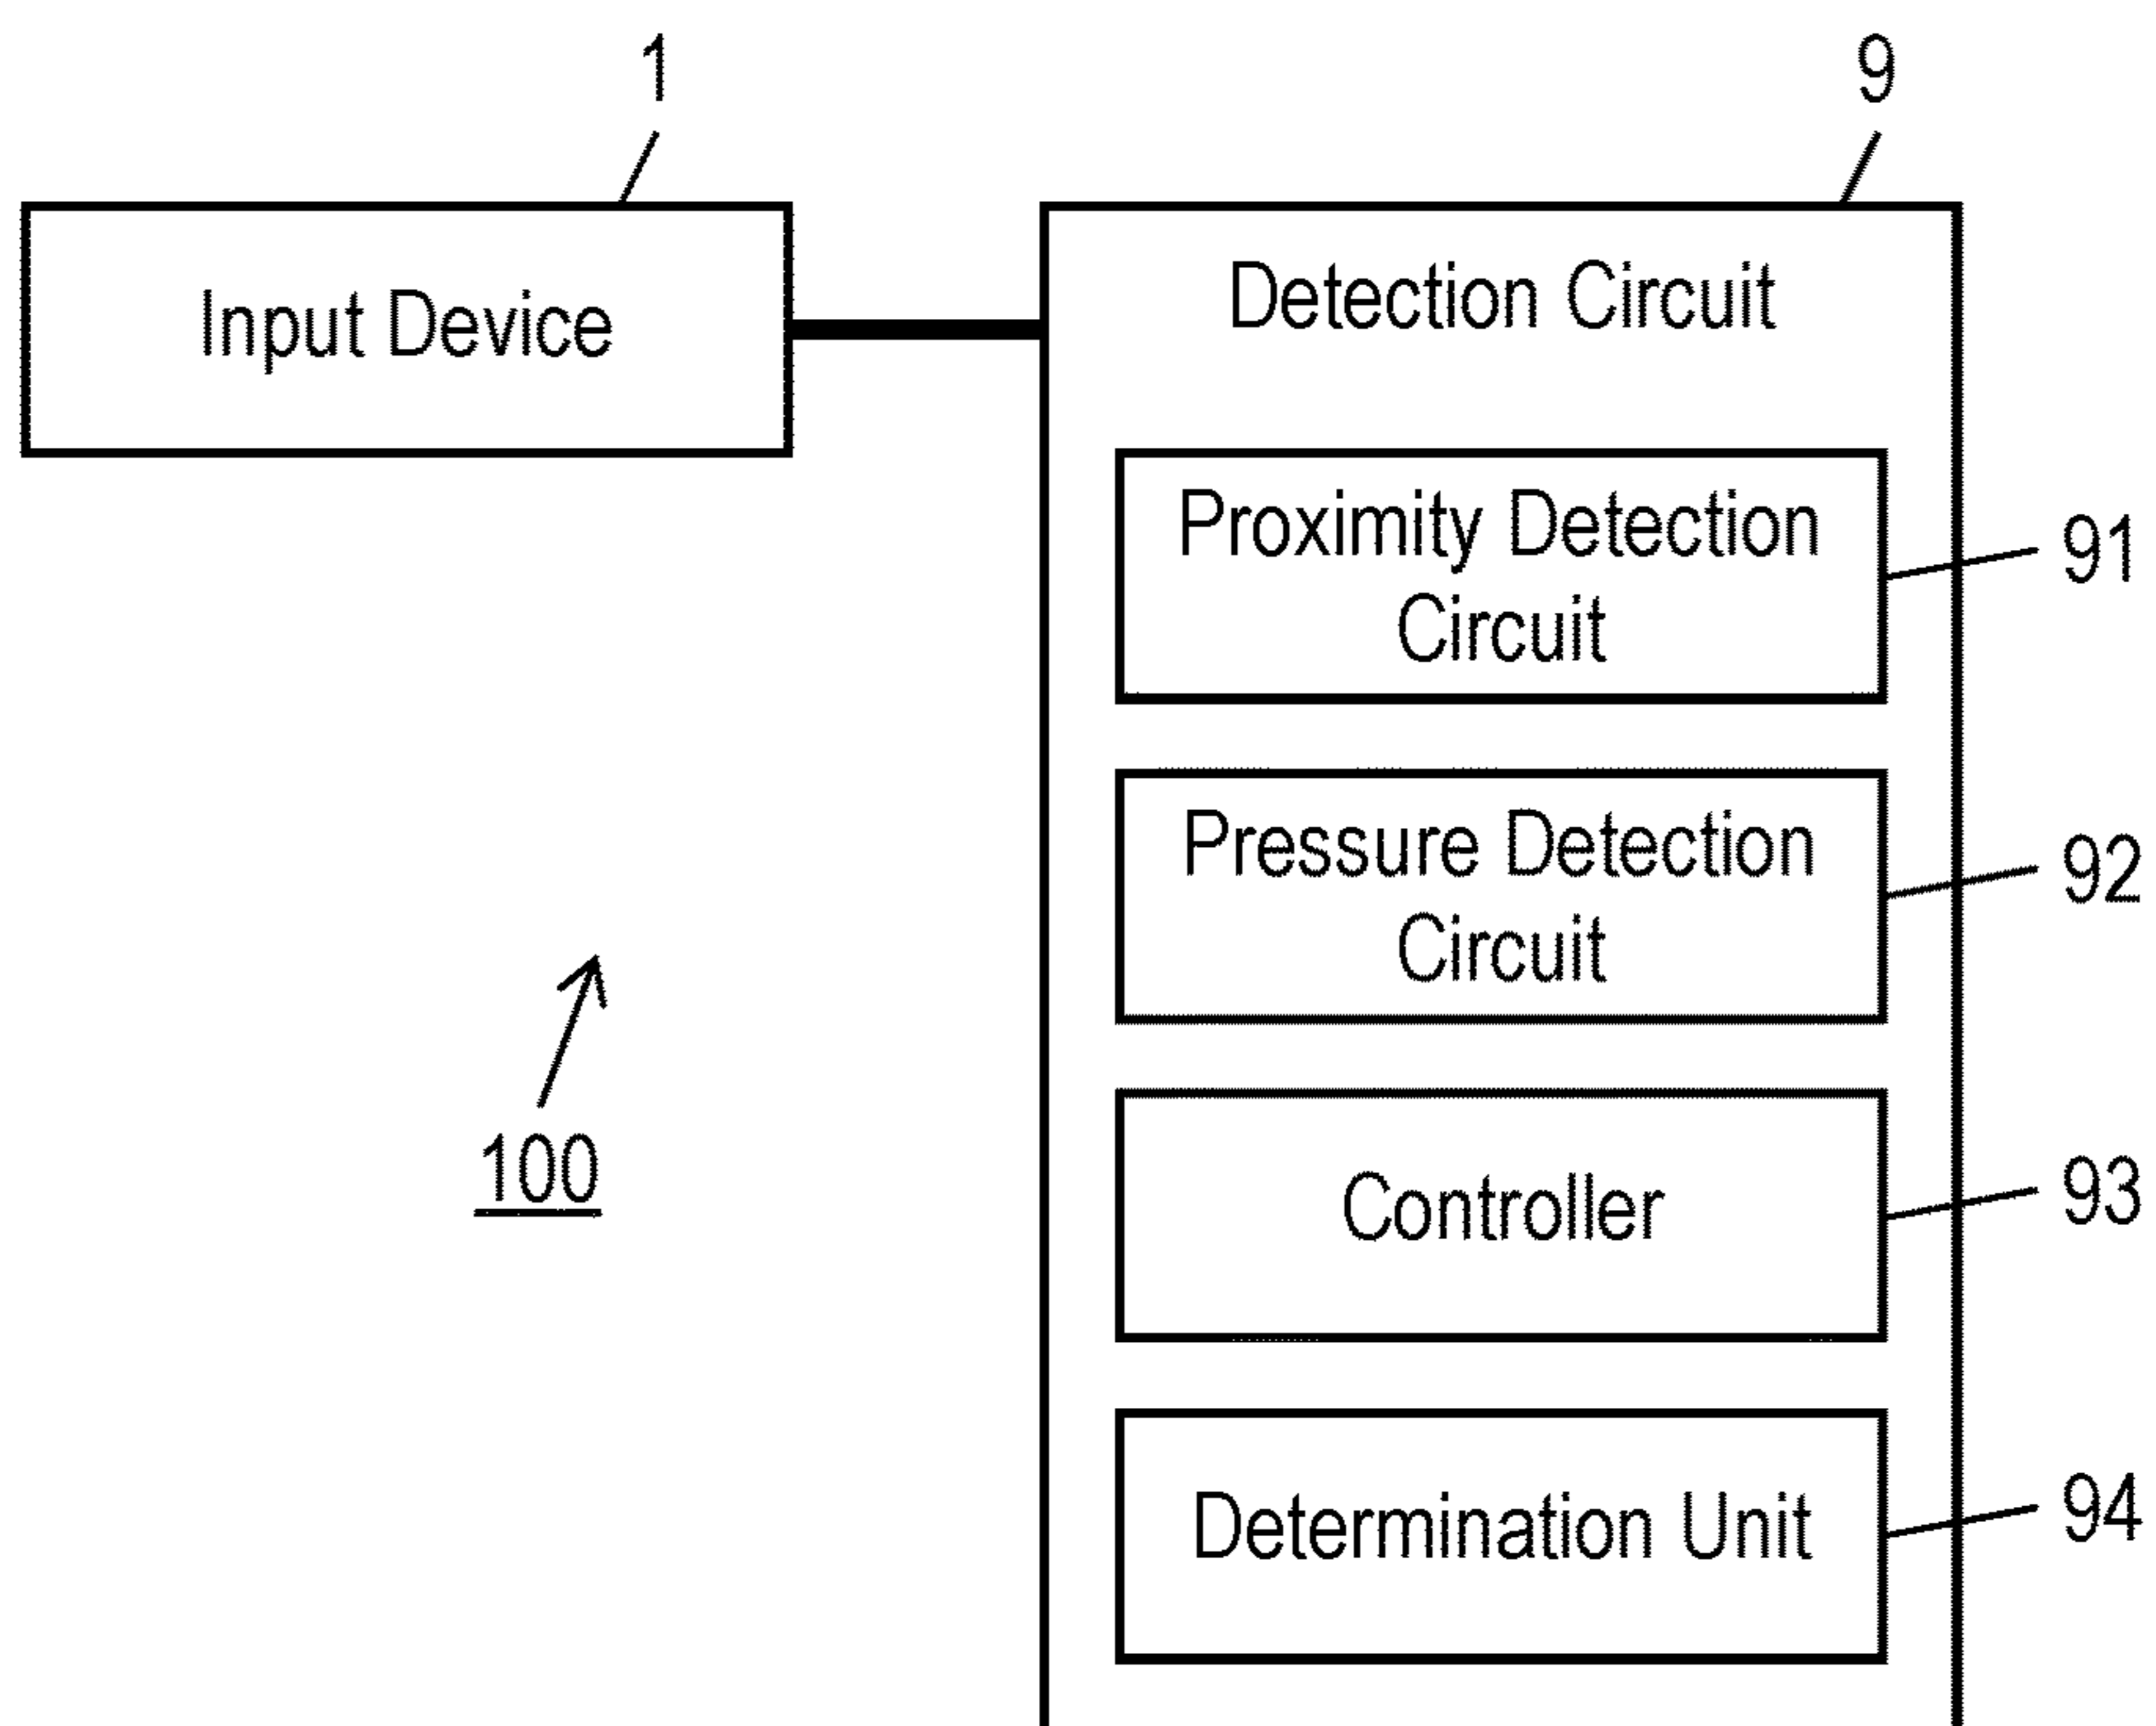 1
9
Input Device
Detection Circuit
Proximity Detection
Circuit
91
Pressure Detection
Circuit
92
100
Controller
93
Determination Unit
94